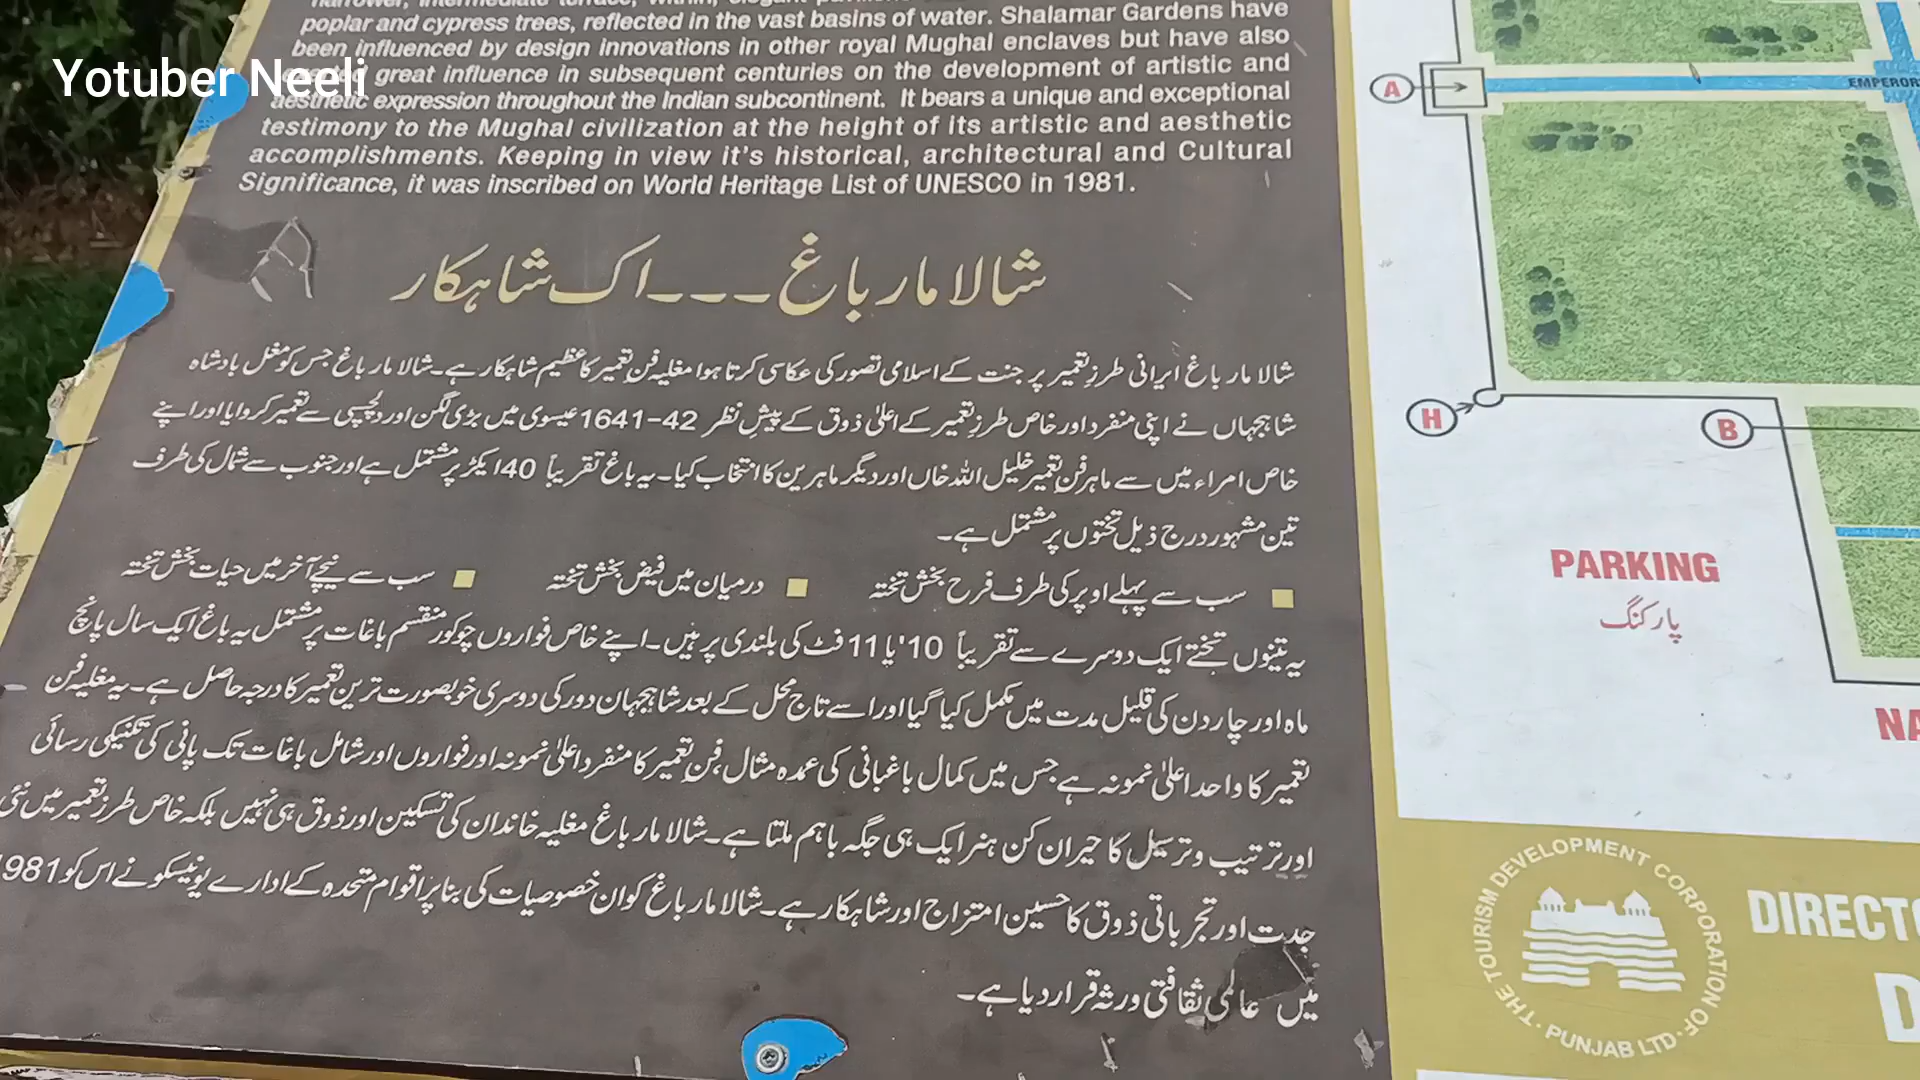 Yotuber Neeli
poplar and cypress trees, reflected in the vast basins of water. Shalamar Gardens have
been influenced by design innovations in other royal Mughal enclaves but have also
great influence in subsequent centuries on the development of artistic and
aesthetic expression throughout the Indian subcontinent. It bears a unique and exceptional
testimony to the Mughal civilization at the height of its artistic and aesthetic
accomplishments. Keeping in view it's historical, architectural and Cultural
Significance, it was inscribed on World Heritage List of UNESCO in 1981.
شالا مار باغ ۔۔۔ اک شاہکار
شالا مار باغ ایرانی طرزِ تعمیر پر جنت کے اسلامی تصور کی عکاسی کرتا ہوا مغلیہ فنِ تعمیر کا عظیم شاہکار ہے۔ شالا مار باغ جس کو مغل بادشاہ
شاہجہاں نے اپنی منفرد اور خاص طرزِ تعمیر کے اعلیٰ ذوق کے پیشِ نظر 42-1641 عیسوی میں بڑی لگن اور دلچسپی سے تعمیر کروایا اور اپنے
خاص امراء میں سے ماہر فنِ تعمیر خلیل اللہ خاں اور دیگر ماہرین کا انتخاب کیا۔ یہ باغ تقریباً 40 ایکڑ پر مشتمل ہے اور جنوب سے شمال کی طرف
تین مشہور درج ذیل تختوں پر مشتمل ہے۔
سب سے پہلے اوپر کی طرف فرح بخش تختہ درمیان میں فیض بخش تختہ سب سے نیچے آخر میں حیات بخش تختہ
یہ تینوں تختے ایک دوسرے سے تقریباً 10' یا 11 فٹ کی بلندی پر ہیں۔ اپنے خاص فواروں چوکور منقسم باغات پر مشتمل یہ باغ ایک سال پانچ
ماہ اور چار دن کی قلیل مدت میں مکمل کیا گیا اور اسے تاج محل کے بعد شاہجہان دور کی دوسری خوبصورت ترین تعمیر کا درجہ حاصل ہے۔ یہ مغلیہ فن
تعمیر کا واحد اعلیٰ نمونہ ہے جس میں کمال باغبانی کی عمدہ مثال، فنِ تعمیر کا منفرد اعلیٰ نمونہ اور فواروں اور شامل باغات تک پانی کی تکنیکی رسائی
اور ترتیب و ترسیل کا حیران کن ہنر ایک ہی جگہ باہم ملتا ہے۔ شالا مار باغ مغلیہ خاندان کی تسکین اور ذوق ہی نہیں بلکہ خاص طرز تعمیر میں نئی
جدت اور تجرباتی ذوق کا حسین امتزاج اور شاہکار ہے۔ شالا مار باغ کو ان خصوصیات کی بنا پر اقوام متحدہ کے ادارے یونیسکو نے اس کو 1981
میں عالمی ثقافتی ورثہ قرار دیا ہے۔
A
EMPEROR
H
B
PARKING
پارکنگ
NA
THE TOURISM DEVELOPMENT CORPORATION OF PUNJAB LTD
DIRECTO
D